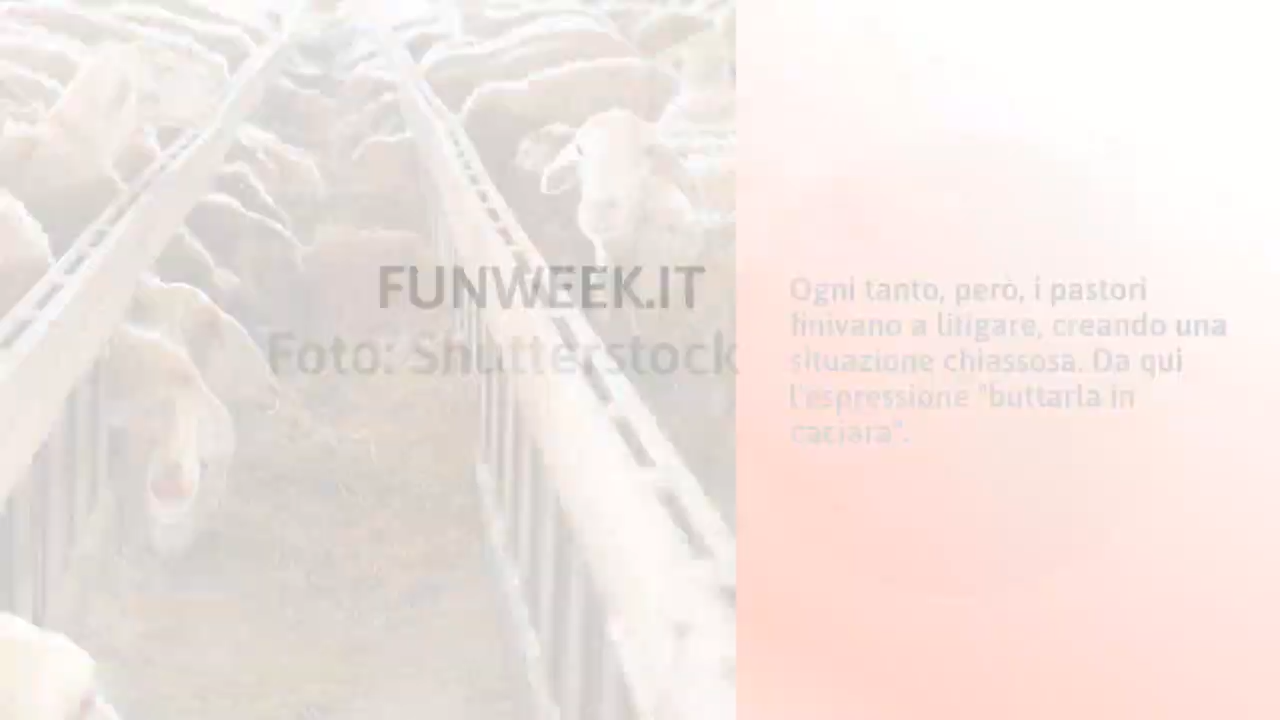 FUNWEEK.IT
Foto: Shutterstock
Ogni tanto, però, i pastori
finivano a litigare, creando una
situazione chiassosa. Da qui
l'espressione "buttarla in
caciara".